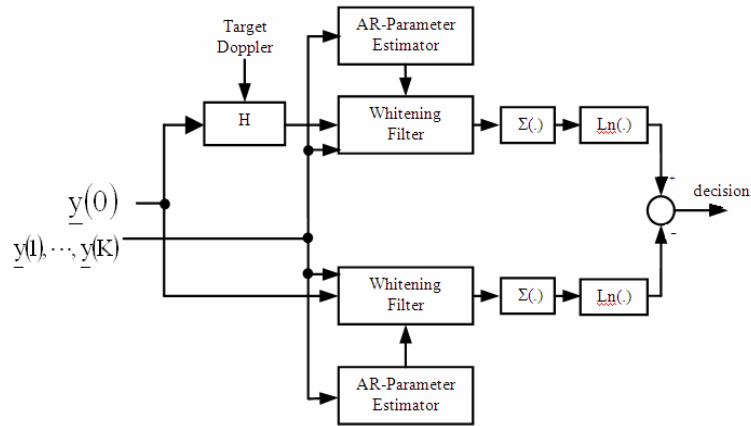 Target
Doppler
AR-Parameter
Estimator
H
Whitening
Filter
Σ(.)
Ln(.)
-
decision
y(0)
y(1),⋯,y(K)
-
Whitening
Filter
Σ(.)
Ln(.)
AR-Parameter
Estimator